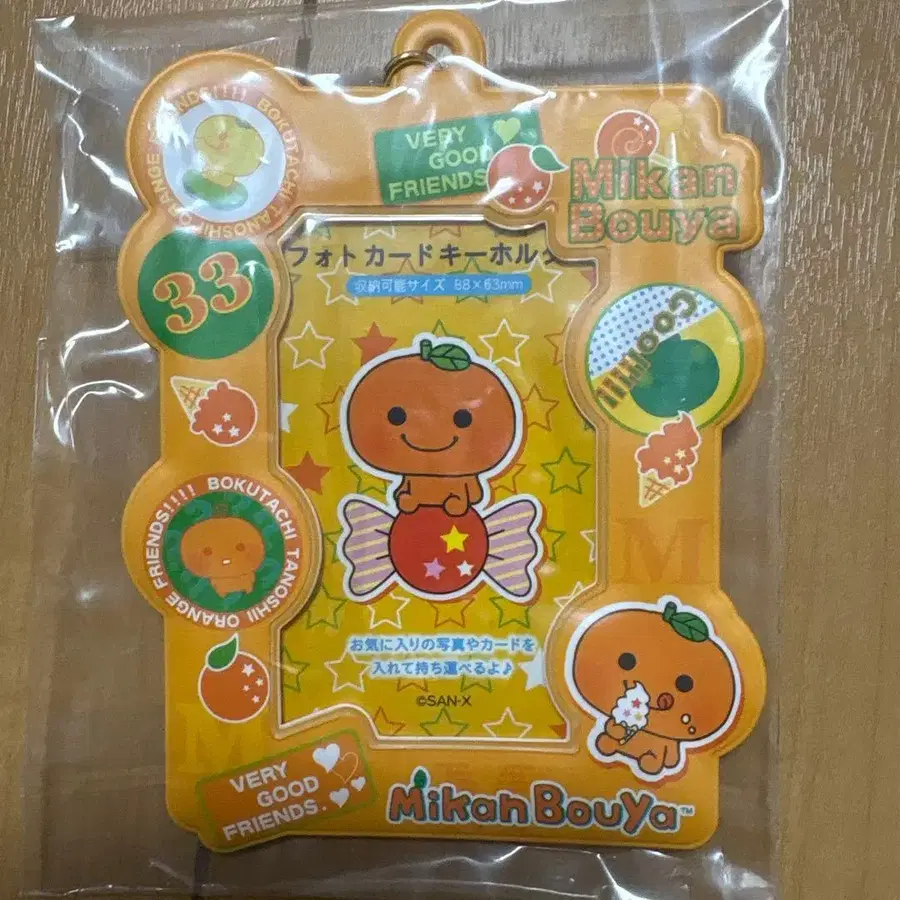 ORANGE FRIENDS!!!! BOKUTACHI TANOSHII
VERY
GOOD
FRIENDS.
Mikan
Bouya
フォトカードキーホルダ
収納可能サイズ 88×63mm
33
Cool!!!
BOKUTACHI TANOSHII ORANGE FRIENDS!!!!
M
お気に入りの写真やカードを
入れて持ち運べるよ♪
©SAN-X
M
VERY
GOOD
FRIENDS.
MikanBouYa™